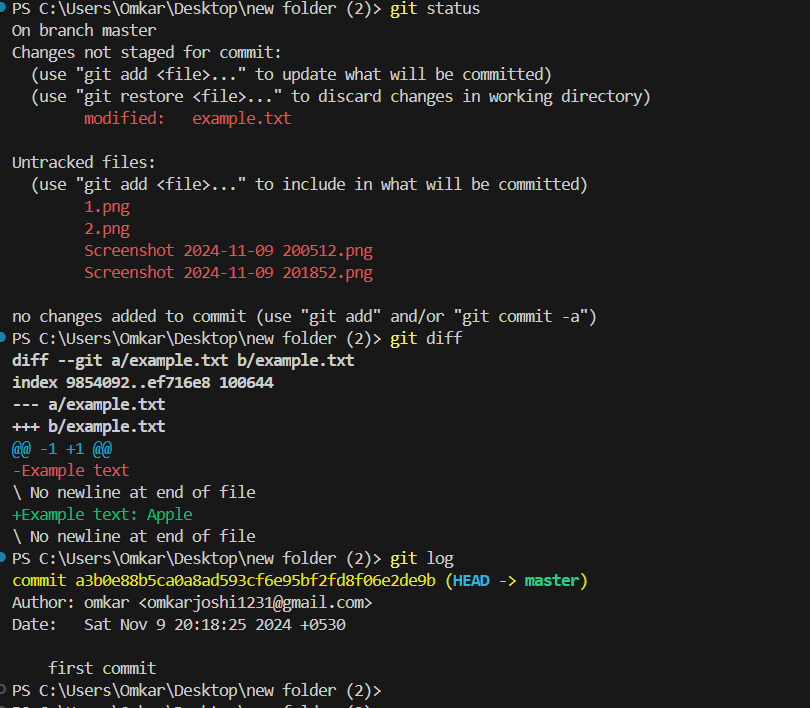 PS C:\Users\Omkar\Desktop\new folder (2)> git status
On branch master
Changes not staged for commit:
  (use "git add <file>..." to update what will be committed)
  (use "git restore <file>..." to discard changes in working directory)
        modified:   example.txt

Untracked files:
  (use "git add <file>..." to include in what will be committed)
        1.png
        2.png
        Screenshot 2024-11-09 200512.png
        Screenshot 2024-11-09 201852.png

no changes added to commit (use "git add" and/or "git commit -a")
PS C:\Users\Omkar\Desktop\new folder (2)> git diff
diff --git a/example.txt b/example.txt
index 9854092..ef716e8 100644
--- a/example.txt
+++ b/example.txt
@@ -1 +1 @@
-Example text
\ No newline at end of file
+Example text: Apple
\ No newline at end of file
PS C:\Users\Omkar\Desktop\new folder (2)> git log
commit a3b0e88b5ca0a8ad593cf6e95bf2fd8f06e2de9b (HEAD -> master)
Author: omkar <omkarjoshi1231@gmail.com>
Date:   Sat Nov 9 20:18:25 2024 +0530

    first commit
PS C:\Users\Omkar\Desktop\new folder (2)>